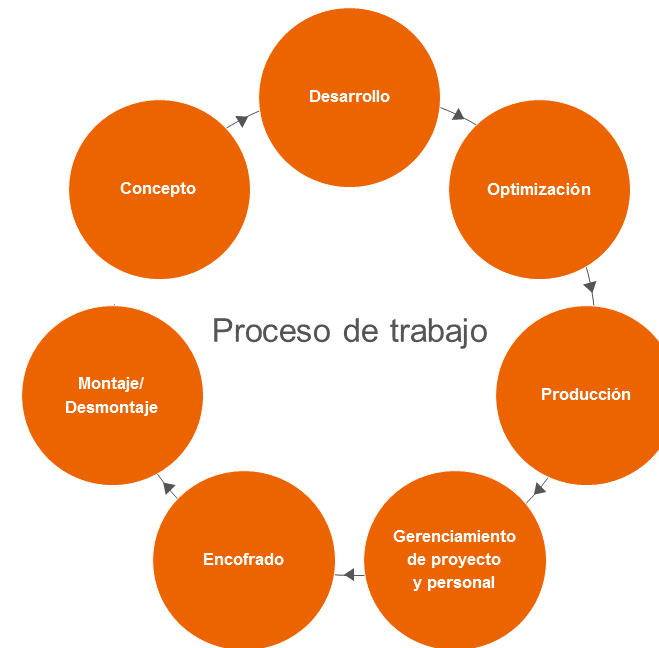 Desarrollo
Concepto
Optimización
Proceso de trabajo
Montaje/
Desmontaje
Producción
Gerenciamiento
de proyecto
y personal
Encofrado